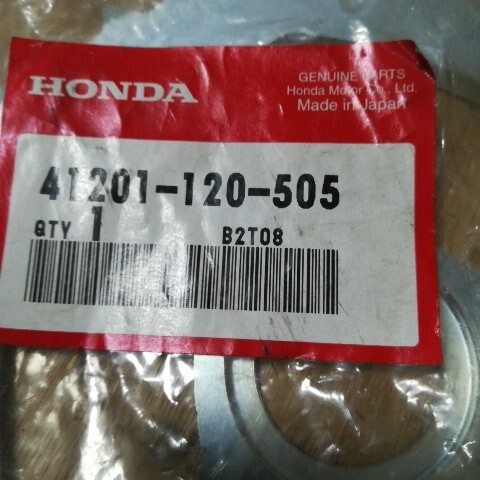 HONDA
GENUINE PARTS
Honda Motor Co., Ltd.
Made in Japan
41201-120-505
QTY 1 B2T08